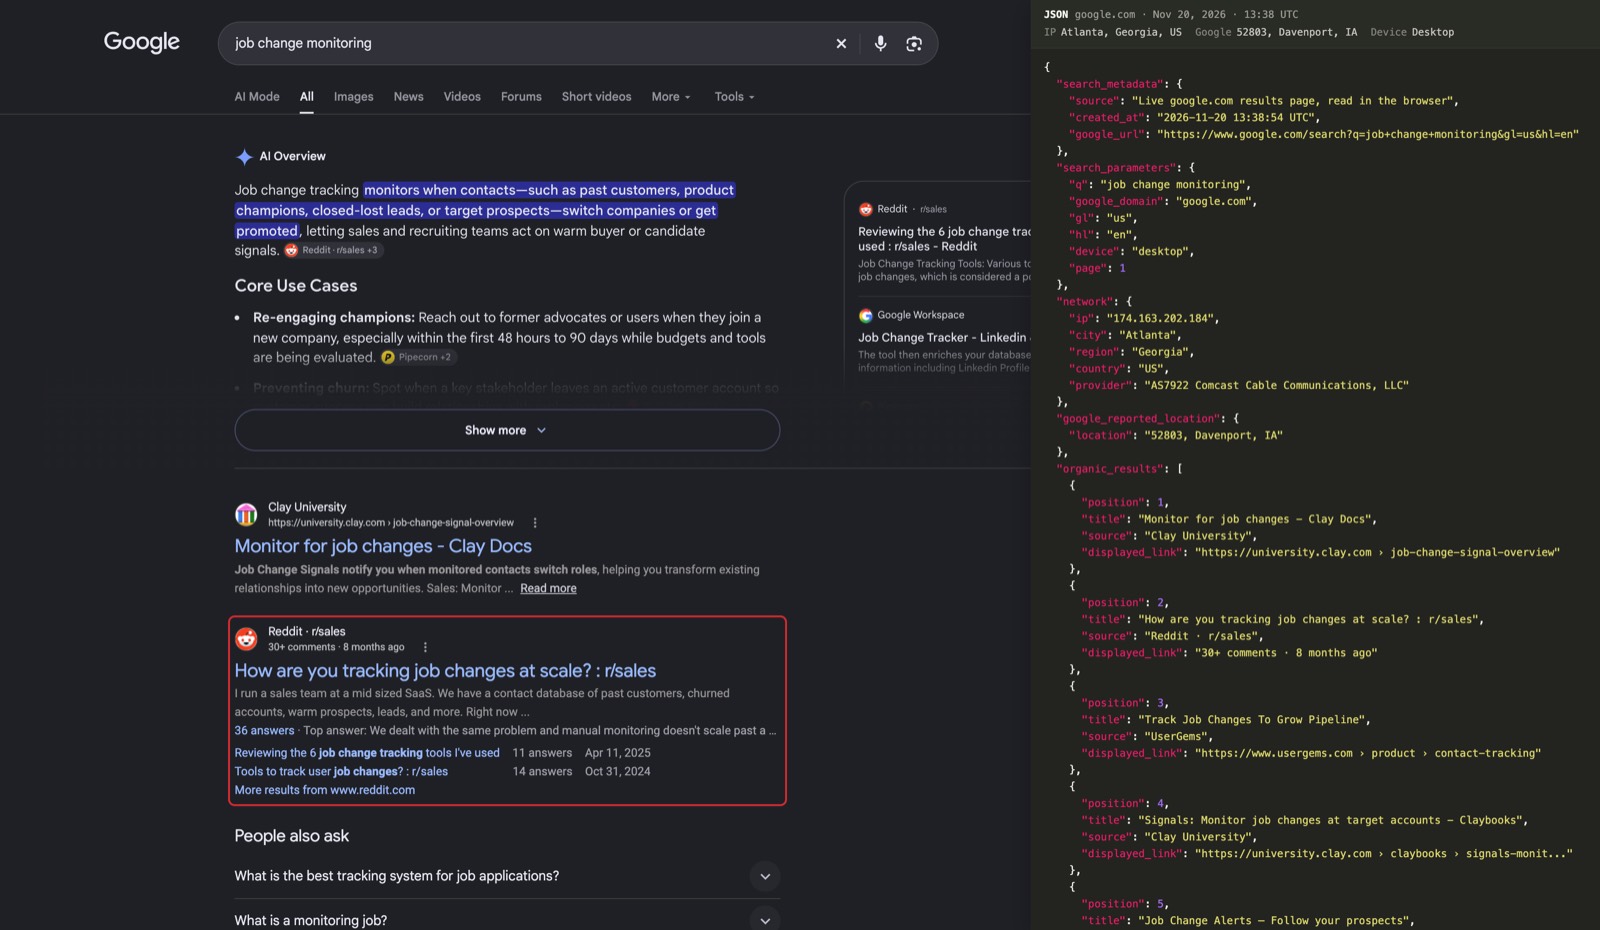 Google
job change monitoring
AI Mode
All
Images
News
Videos
Forums
Short videos
More
Tools
AI Overview
Job change tracking monitors when contacts—such as past customers, product
champions, closed-lost leads, or target prospects—switch companies or get
promoted, letting sales and recruiting teams act on warm buyer or candidate
signals. Reddit · r/sales +3
Core Use Cases
• Re-engaging champions: Reach out to former advocates or users when they join a
new company, especially within the first 48 hours to 90 days while budgets and tools
are being evaluated. Pipecorn +2
• Preventing churn: Spot when a key stakeholder leaves an active customer account so
Show more
Reddit · r/sales
Reviewing the 6 job change trac
used : r/sales - Reddit
Job Change Tracking Tools: Various to
job changes, which is considered a po
Google Workspace
Job Change Tracker - Linkedin
The tool then enriches your database
information including Linkedin Profile
Clay University
https://university.clay.com › job-change-signal-overview
Monitor for job changes - Clay Docs
Job Change Signals notify you when monitored contacts switch roles, helping you transform existing
relationships into new opportunities. Sales: Monitor ... Read more
Reddit · r/sales
30+ comments · 8 months ago
How are you tracking job changes at scale? : r/sales
I run a sales team at a mid sized SaaS. We have a contact database of past customers, churned
accounts, warm prospects, leads, and more. Right now ...
36 answers · Top answer: We dealt with the same problem and manual monitoring doesn't scale past a ...
Reviewing the 6 job change tracking tools I've used 11 answers Apr 11, 2025
Tools to track user job changes? : r/sales 14 answers Oct 31, 2024
More results from www.reddit.com
People also ask
What is the best tracking system for job applications?
What is a monitoring job?
JSON google.com · Nov 20, 2026 · 13:38 UTC
IP Atlanta, Georgia, US Google 52803, Davenport, IA Device Desktop
{
"search_metadata": {
"source": "Live google.com results page, read in the browser",
"created_at": "2026-11-20 13:38:54 UTC",
"google_url": "https://www.google.com/search?q=job+change+monitoring&gl=us&hl=en"
},
"search_parameters": {
"q": "job change monitoring",
"google_domain": "google.com",
"gl": "us",
"hl": "en",
"device": "desktop",
"page": 1
},
"network": {
"ip": "174.163.202.184",
"city": "Atlanta",
"region": "Georgia",
"country": "US",
"provider": "AS7922 Comcast Cable Communications, LLC"
},
"google_reported_location": {
"location": "52803, Davenport, IA"
},
"organic_results": [
{
"position": 1,
"title": "Monitor for job changes – Clay Docs",
"source": "Clay University",
"displayed_link": "https://university.clay.com › job-change-signal-overview"
},
{
"position": 2,
"title": "How are you tracking job changes at scale? : r/sales",
"source": "Reddit · r/sales",
"displayed_link": "30+ comments · 8 months ago"
},
{
"position": 3,
"title": "Track Job Changes To Grow Pipeline",
"source": "UserGems",
"displayed_link": "https://www.usergems.com › product › contact-tracking"
},
{
"position": 4,
"title": "Signals: Monitor job changes at target accounts – Claybooks",
"source": "Clay University",
"displayed_link": "https://university.clay.com › claybooks › signals-monit..."
},
{
"position": 5,
"title": "Job Change Alerts – Follow your prospects",